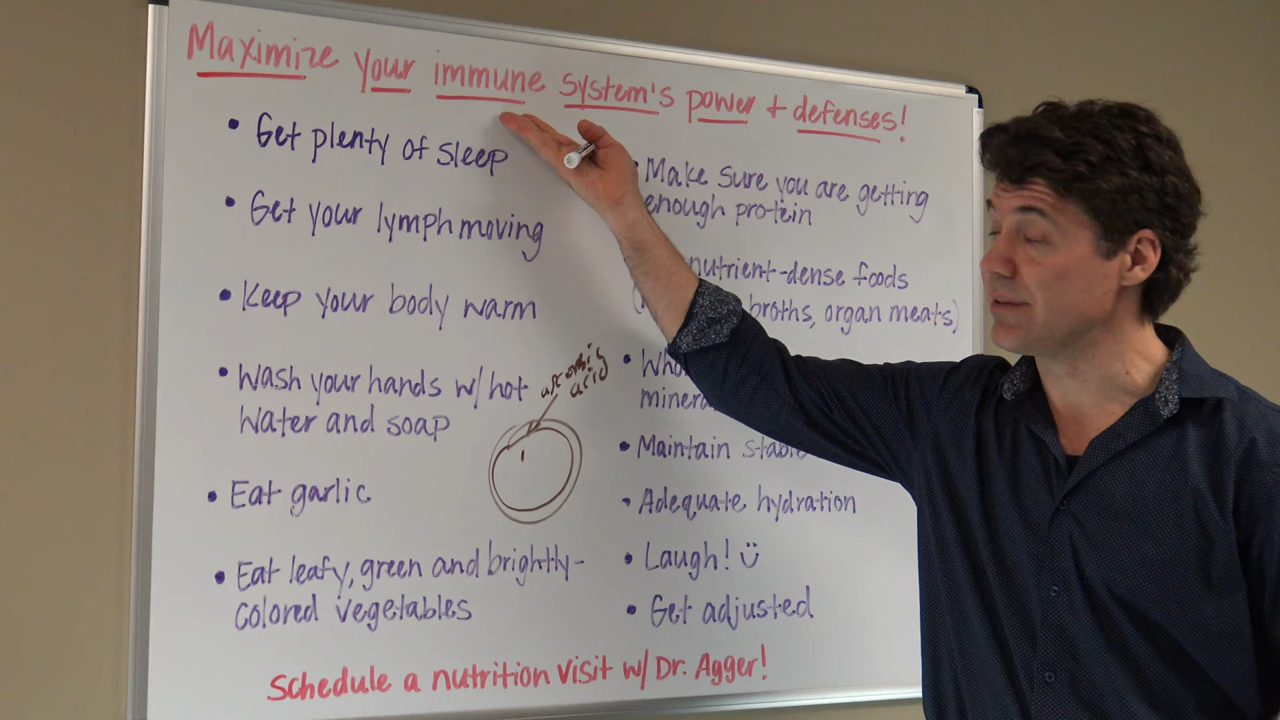 Maximize your immune system's power + defenses!
• Get plenty of sleep
• Get your lymph moving
• Keep your body warm
• Wash your hands w/ hot
water and soap
• Eat garlic
• Eat leafy, green and brightly-
colored vegetables
acid
• Make sure you are getting
enough protein
nutrient-dense foods
broths, organ meats)
• Maintain
• Adequate hydration
• Laugh! :)
• Get adjusted
Schedule a nutrition visit w/ Dr. Agger!